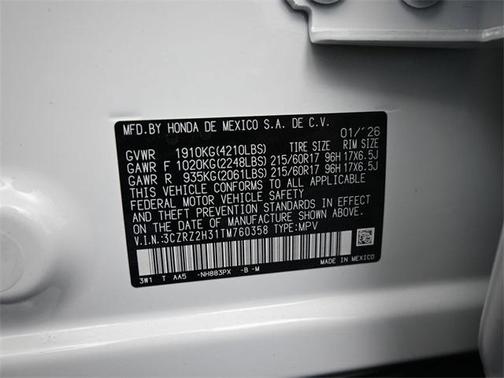 MFD.BY HONDA DE MEXICO S.A. DE C.V.
01/'26
GVWR 1910KG(4210LBS) TIRE SIZE RIM SIZE
GAWR F 1020KG(2248LBS) 215/60R17 96H 17X6.5J
GAWR R 935KG(2061LBS) 215/60R17 96H 17X6.5J
THIS VEHICLE CONFORMS TO ALL APPLICABLE
FEDERAL MOTOR VEHICLE SAFETY, BUMPER
AND THEFT PREVENTION STANDARDS IN EFFECT
ON THE DATE OF MANUFACTURE SHOWN ABOVE
V.I.N.:3CZRZ2H31TM760358 TYPE:MPV
3W1 T AA5 -NH883PX -B -M MADE IN MEXICO